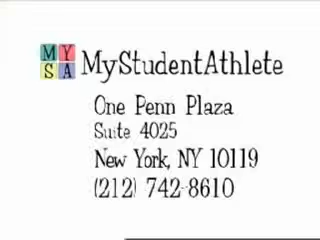 MY
SA
MyStudentAthlete
One Penn Plaza
Suite 4025
New York, NY 10119
(212) 742-8610